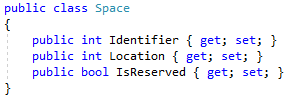 public class Space
{
    public int Identifier { get; set; }
    public int Location { get; set; }
    public bool IsReserved { get; set; }
}